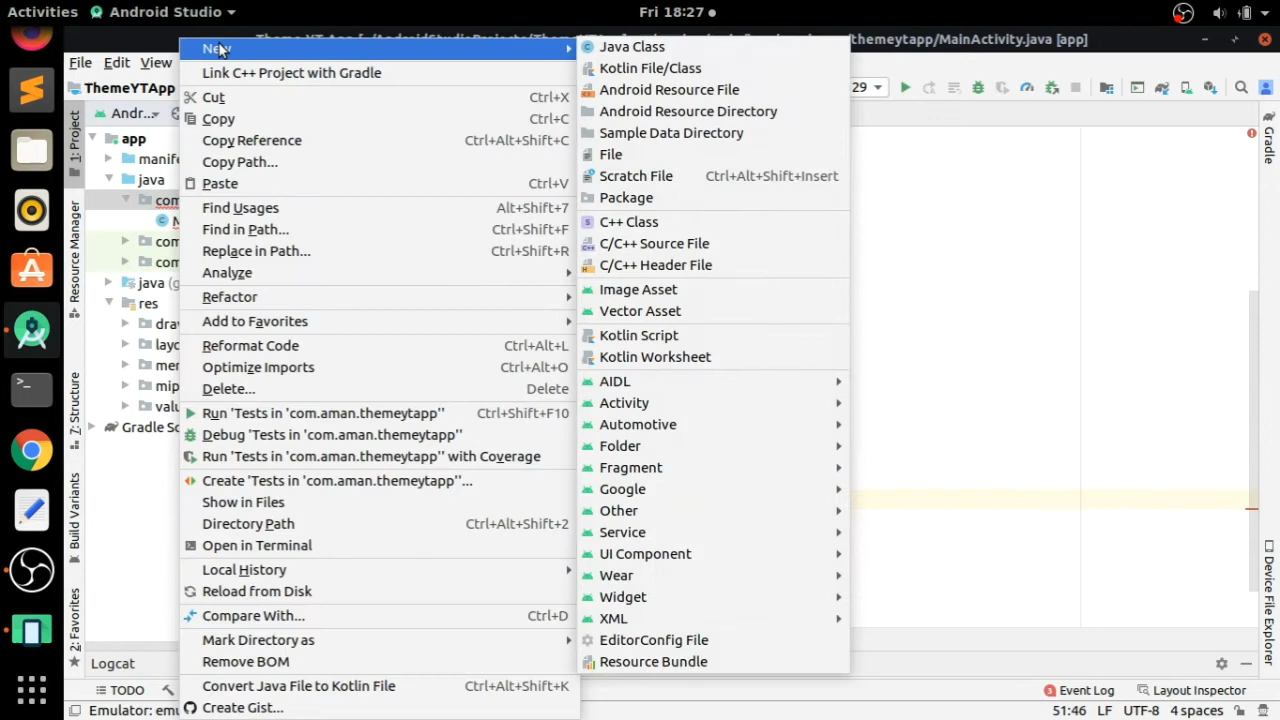 Activities
Android Studio
Fri 18:27
themeytapp/MainActivity.java [app]
File Edit View
ThemeYTApp
29
Andr...
1: Project
Resource Manager
7: Structure
Build Variants
2: Favorites
app
java
res
New
Link C++ Project with Gradle
Cut Ctrl+X
Copy Ctrl+C
Copy Reference Ctrl+Alt+Shift+C
Copy Path...
Paste Ctrl+V
Find Usages Alt+Shift+7
Find in Path... Ctrl+Shift+F
Replace in Path... Ctrl+Shift+R
Analyze
Refactor
Add to Favorites
Reformat Code Ctrl+Alt+L
Optimize Imports Ctrl+Alt+O
Delete... Delete
Run 'Tests in 'com.aman.themeytapp'' Ctrl+Shift+F10
Debug 'Tests in 'com.aman.themeytapp''
Run 'Tests in 'com.aman.themeytapp'' with Coverage
Create 'Tests in 'com.aman.themeytapp''...
Show in Files
Directory Path Ctrl+Alt+Shift+2
Open in Terminal
Local History
Reload from Disk
Compare With... Ctrl+D
Mark Directory as
Remove BOM
Convert Java File to Kotlin File Ctrl+Alt+Shift+K
Create Gist...
Java Class
Kotlin File/Class
Android Resource File
Android Resource Directory
Sample Data Directory
File
Scratch File Ctrl+Alt+Shift+Insert
Package
C++ Class
C/C++ Source File
C/C++ Header File
Image Asset
Vector Asset
Kotlin Script
Kotlin Worksheet
AIDL
Activity
Automotive
Folder
Fragment
Google
Other
Service
UI Component
Wear
Widget
XML
EditorConfig File
Resource Bundle
Gradle
Device File Explorer
Logcat
TODO
3 Event Log
Layout Inspector
51:46 LF UTF-8 4 spaces